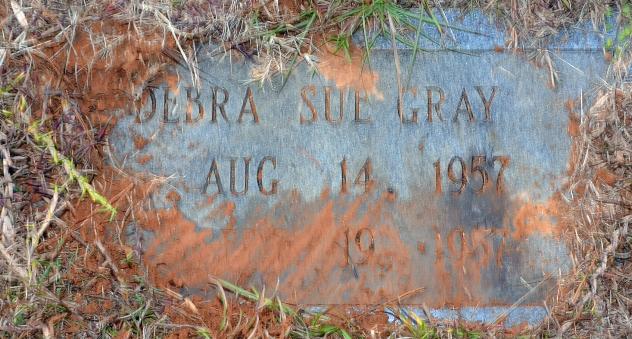 DEBRA SUE GRAY
AUG 14, 1957
19, 1957